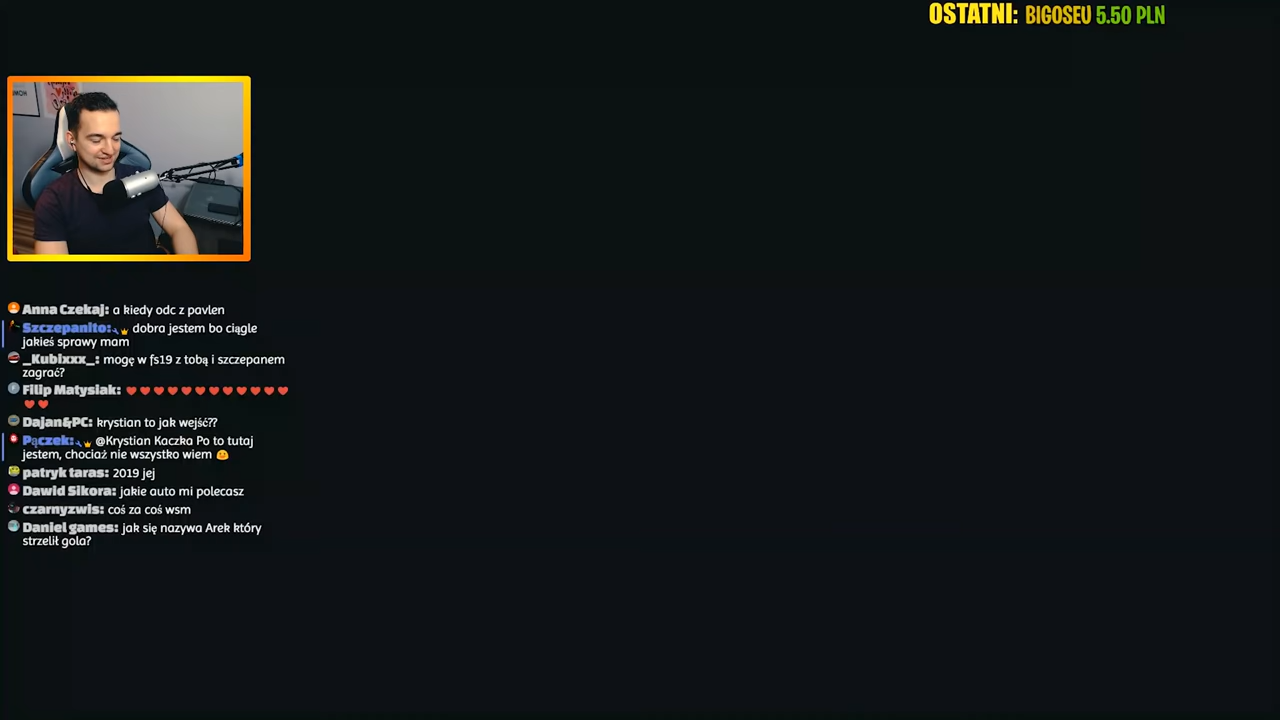 OSTATNI: BIGOSEU 5.50 PLN
Anna Czekaj: a kiedy odc z pavlen
Szczepanito: dobra jestem bo ciągle
jakieś sprawy mam
_Kubixxx_: mogę w fs19 z tobą i szczepanem
zagrać?
Filip Matysiak: ❤️❤️❤️❤️❤️❤️❤️❤️❤️❤️❤️❤️
❤️❤️
Dajan&PC: krystian to jak wejść??
Pączek: @Krystian Kaczka Po to tutaj
jestem, chociaż nie wszystko wiem
patryk taras: 2019 jej
Dawid Sikora: jakie auto mi polecasz
czarnyzwis: coś za coś wsm
Daniel games: jak się nazywa Arek który
strzelił gola?